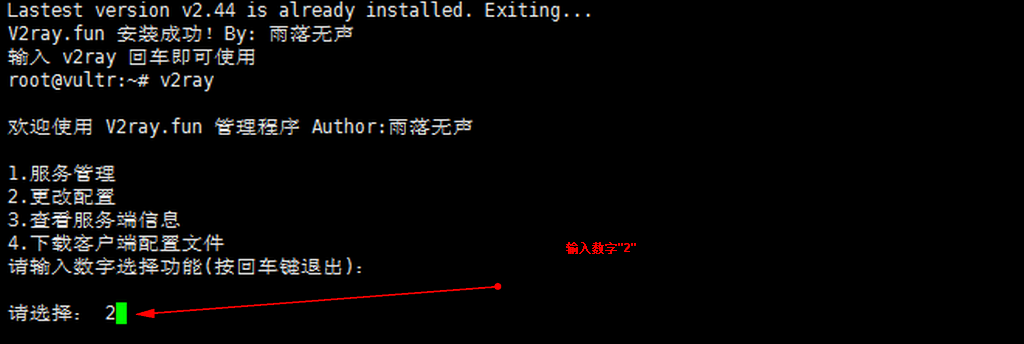 Lastest version v2.44 is already installed. Exiting...
V2ray.fun 安装成功！By: 雨落无声
输入 v2ray 回车即可使用
root@vultr:~# v2ray
欢迎使用 V2ray.fun 管理程序 Author:雨落无声
1.服务管理
2.更改配置
3.查看服务端信息
4.下载客户端配置文件
输入数字"2"
请输入数字选择功能(按回车键退出)：
请选择： 2